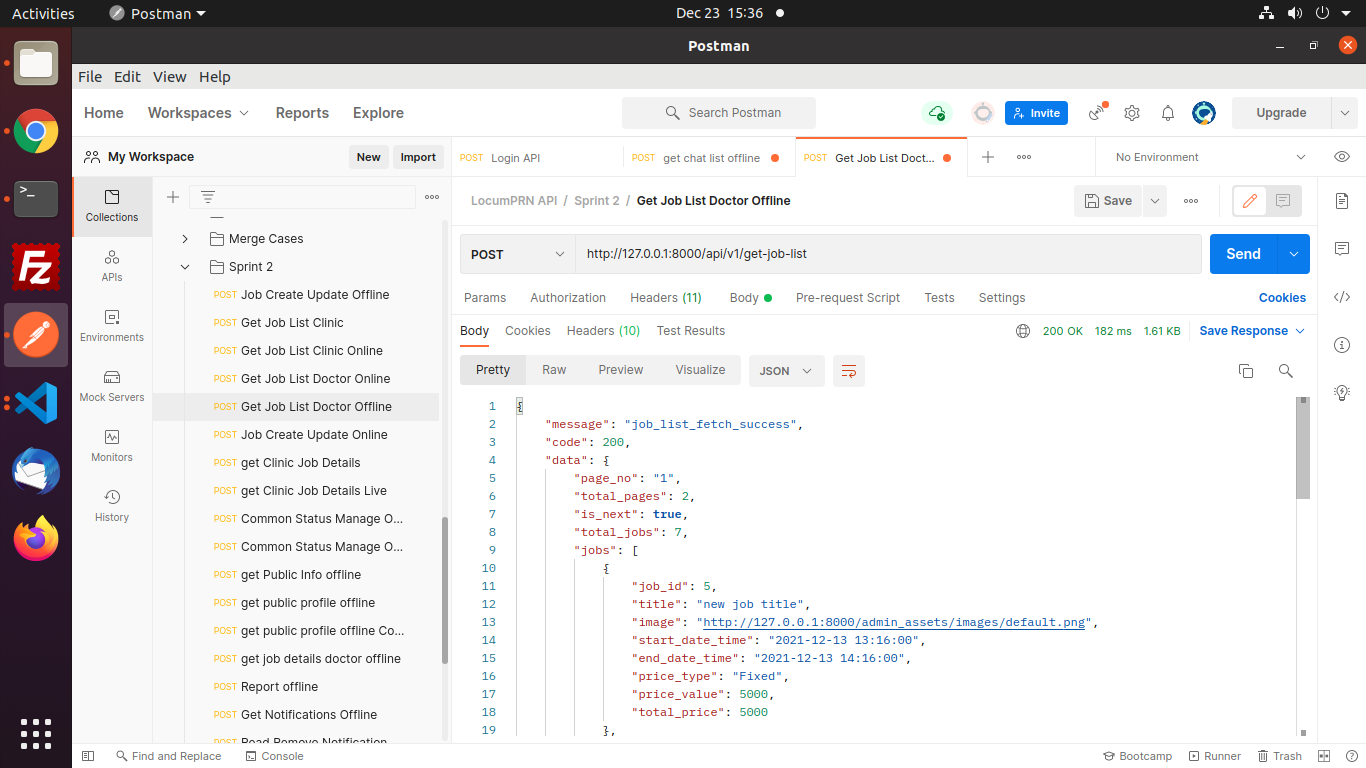 Activities
Postman
Dec 23 15:36
Postman
File Edit View Help
Home Workspaces Reports Explore
Search Postman
Invite
Upgrade
My Workspace
New
Import
POST Login API
POST get chat list offline
POST Get Job List Doct...
No Environment
Collections
APIs
Environments
Mock Servers
Monitors
History
Merge Cases
Sprint 2
POST Job Create Update Offline
POST Get Job List Clinic
POST Get Job List Clinic Online
POST Get Job List Doctor Online
POST Get Job List Doctor Offline
POST Job Create Update Online
POST get Clinic Job Details
POST get Clinic Job Details Live
POST Common Status Manage O...
POST Common Status Manage O...
POST get Public Info offline
POST get public profile offline
POST get public profile offline Co...
POST get job details doctor offline
POST Report offline
POST Get Notifications Offline
POST Read Remove Notification
LocumPRN API / Sprint 2 / Get Job List Doctor Offline
Save
POST
http://127.0.0.1:8000/api/v1/get-job-list
Send
Params Authorization Headers (11) Body Pre-request Script Tests Settings
Cookies
Body Cookies Headers (10) Test Results
200 OK 182 ms 1.61 KB Save Response
Pretty Raw Preview Visualize
JSON
1 {
2 "message": "job_list_fetch_success",
3 "code": 200,
4 "data": {
5 "page_no": "1",
6 "total_pages": 2,
7 "is_next": true,
8 "total_jobs": 7,
9 "jobs": [
10 {
11 "job_id": 5,
12 "title": "new job title",
13 "image": "http://127.0.0.1:8000/admin_assets/images/default.png",
14 "start_date_time": "2021-12-13 13:16:00",
15 "end_date_time": "2021-12-13 14:16:00",
16 "price_type": "Fixed",
17 "price_value": 5000,
18 "total_price": 5000
19 },
Find and Replace
Console
Bootcamp
Runner
Trash